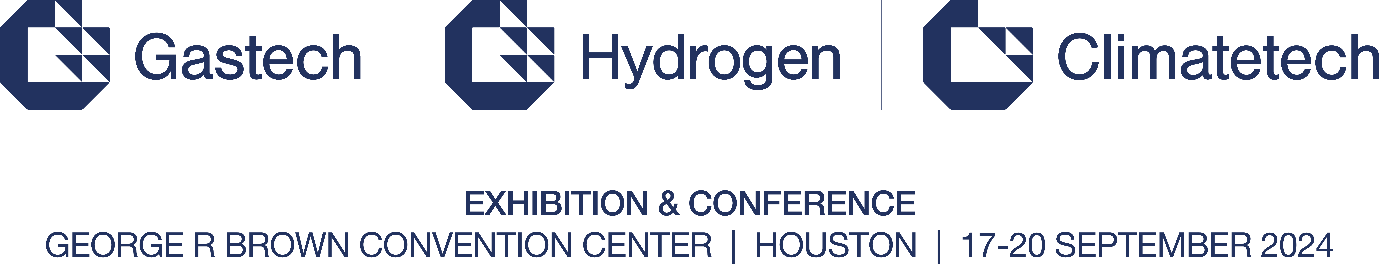 Gastech Hydrogen | Climatetech
EXHIBITION & CONFERENCE
GEORGE R BROWN CONVENTION CENTER | HOUSTON | 17-20 SEPTEMBER 2024